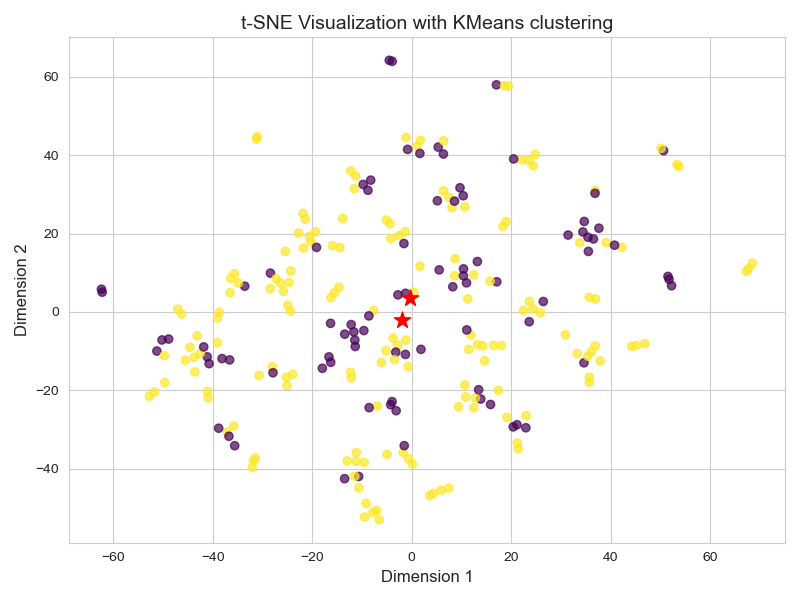 t-SNE Visualization with KMeans clustering
60
40
20
0
−20
−40
Dimension 2
−60 −40 −20 0 20 40 60
Dimension 1